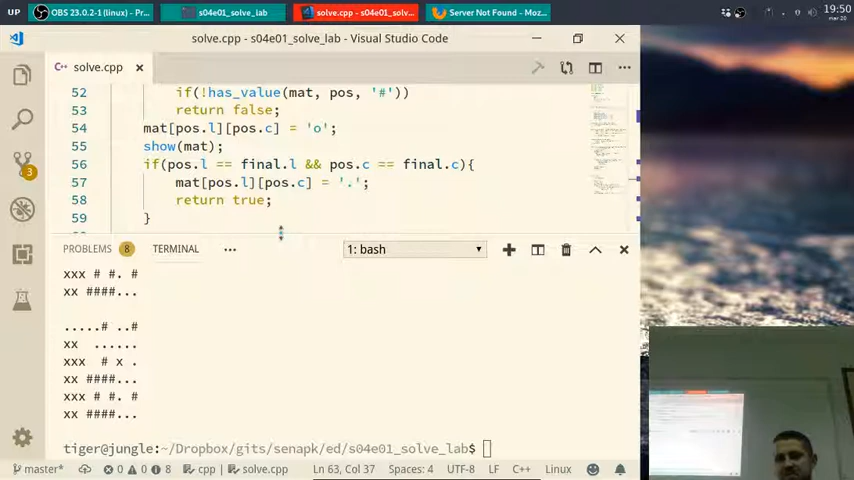 UP
OBS 23.0.2-1 (linux) - Pr...
s04e01_solve_lab
solve.cpp - s04e01_solv...
Server Not Found - Moz...
19:50
mar 20
solve.cpp - s04e01_solve_lab - Visual Studio Code
solve.cpp
52 if(!has_value(mat, pos, '#'))
53 return false;
54 mat[pos.l][pos.c] = 'o';
55 show(mat);
56 if(pos.l == final.l && pos.c == final.c){
57 mat[pos.l][pos.c] = '.';
58 return true;
59 }
PROBLEMS 8 TERMINAL ... 1: bash
xxx # #. #
xx ####...
.....# ..#
xx ......
xxx # x .
xx ####...
xxx # #. #
xx ####...
tiger@jungle:~/Dropbox/gits/senapk/ed/s04e01_solve_lab$
master* 0 0 8 cpp solve.cpp Ln 63, Col 37 Spaces: 4 UTF-8 LF C++ Linux